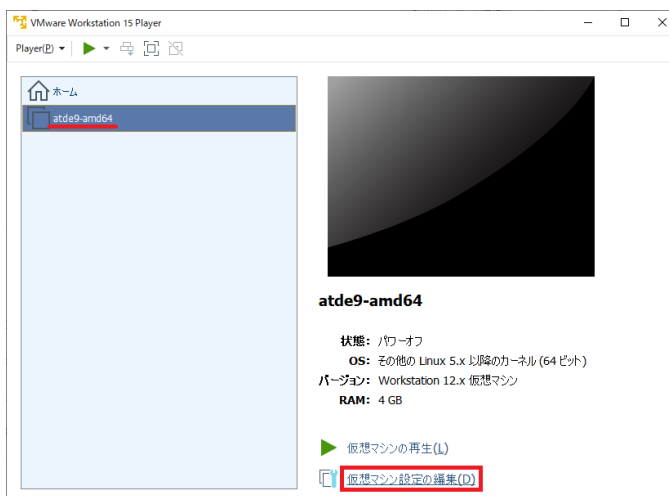 VMware Workstation 15 Player
Player(P)
ホーム
atde9-amd64
atde9-amd64
状態: パワーオフ
OS: その他の Linux 5.x 以降のカーネル (64 ビット)
バージョン: Workstation 12.x 仮想マシン
RAM: 4 GB
仮想マシンの再生(L)
仮想マシン設定の編集(D)